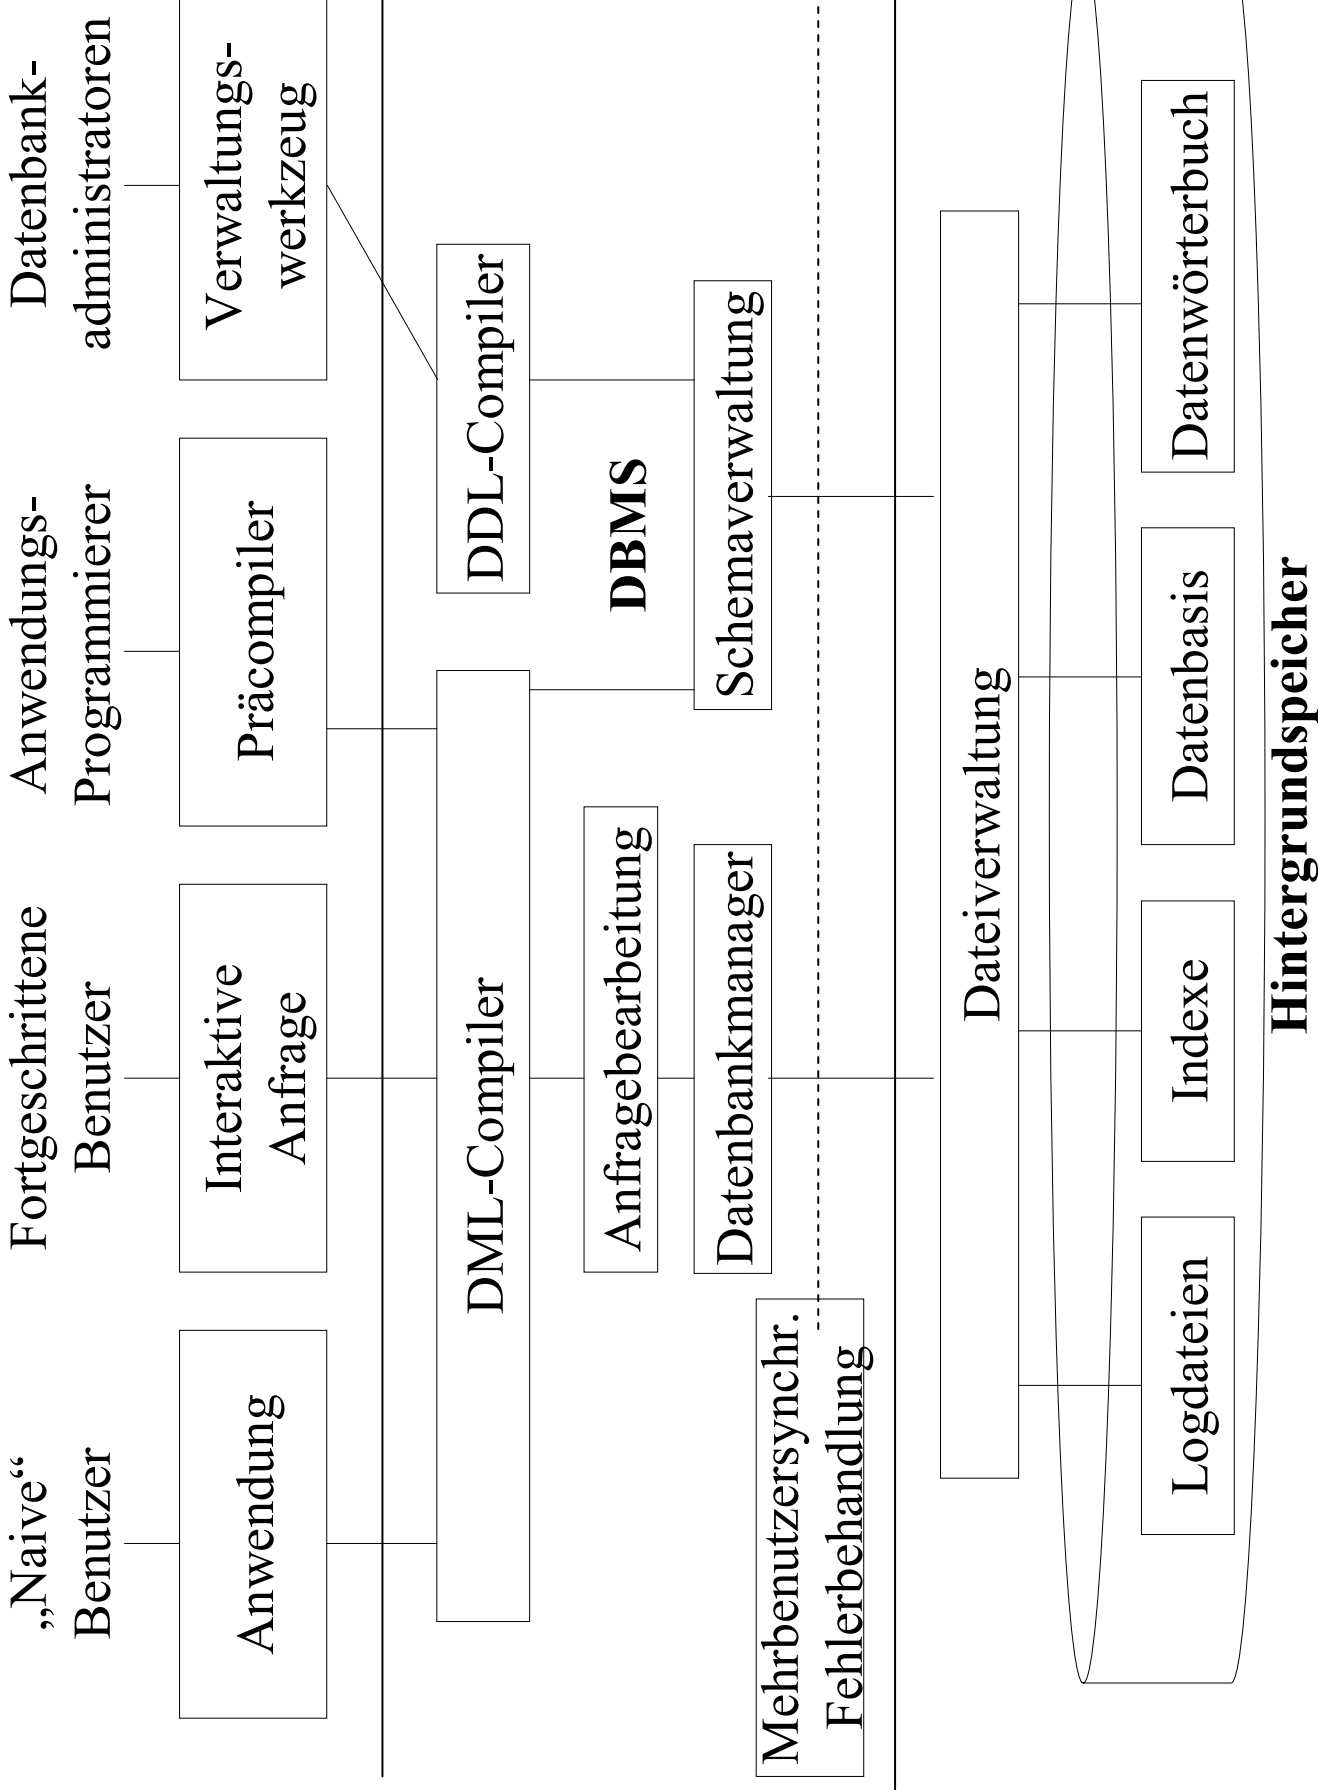 „Naive“
Benutzer
Fortgeschrittene
Benutzer
Anwendungs-
Programmierer
Datenbank-
administratoren
Anwendung
Interaktive
Anfrage
Präcompiler
Verwaltungs-
werkzeug
DML-Compiler
DDL-Compiler
Anfragebearbeitung
DBMS
Datenbankmanager
Schemaverwaltung
Mehrbenutzersynchr.
Fehlerbehandlung
Dateiverwaltung
Logdateien
Indexe
Datenbasis
Datenwörterbuch
Hintergrundspeicher